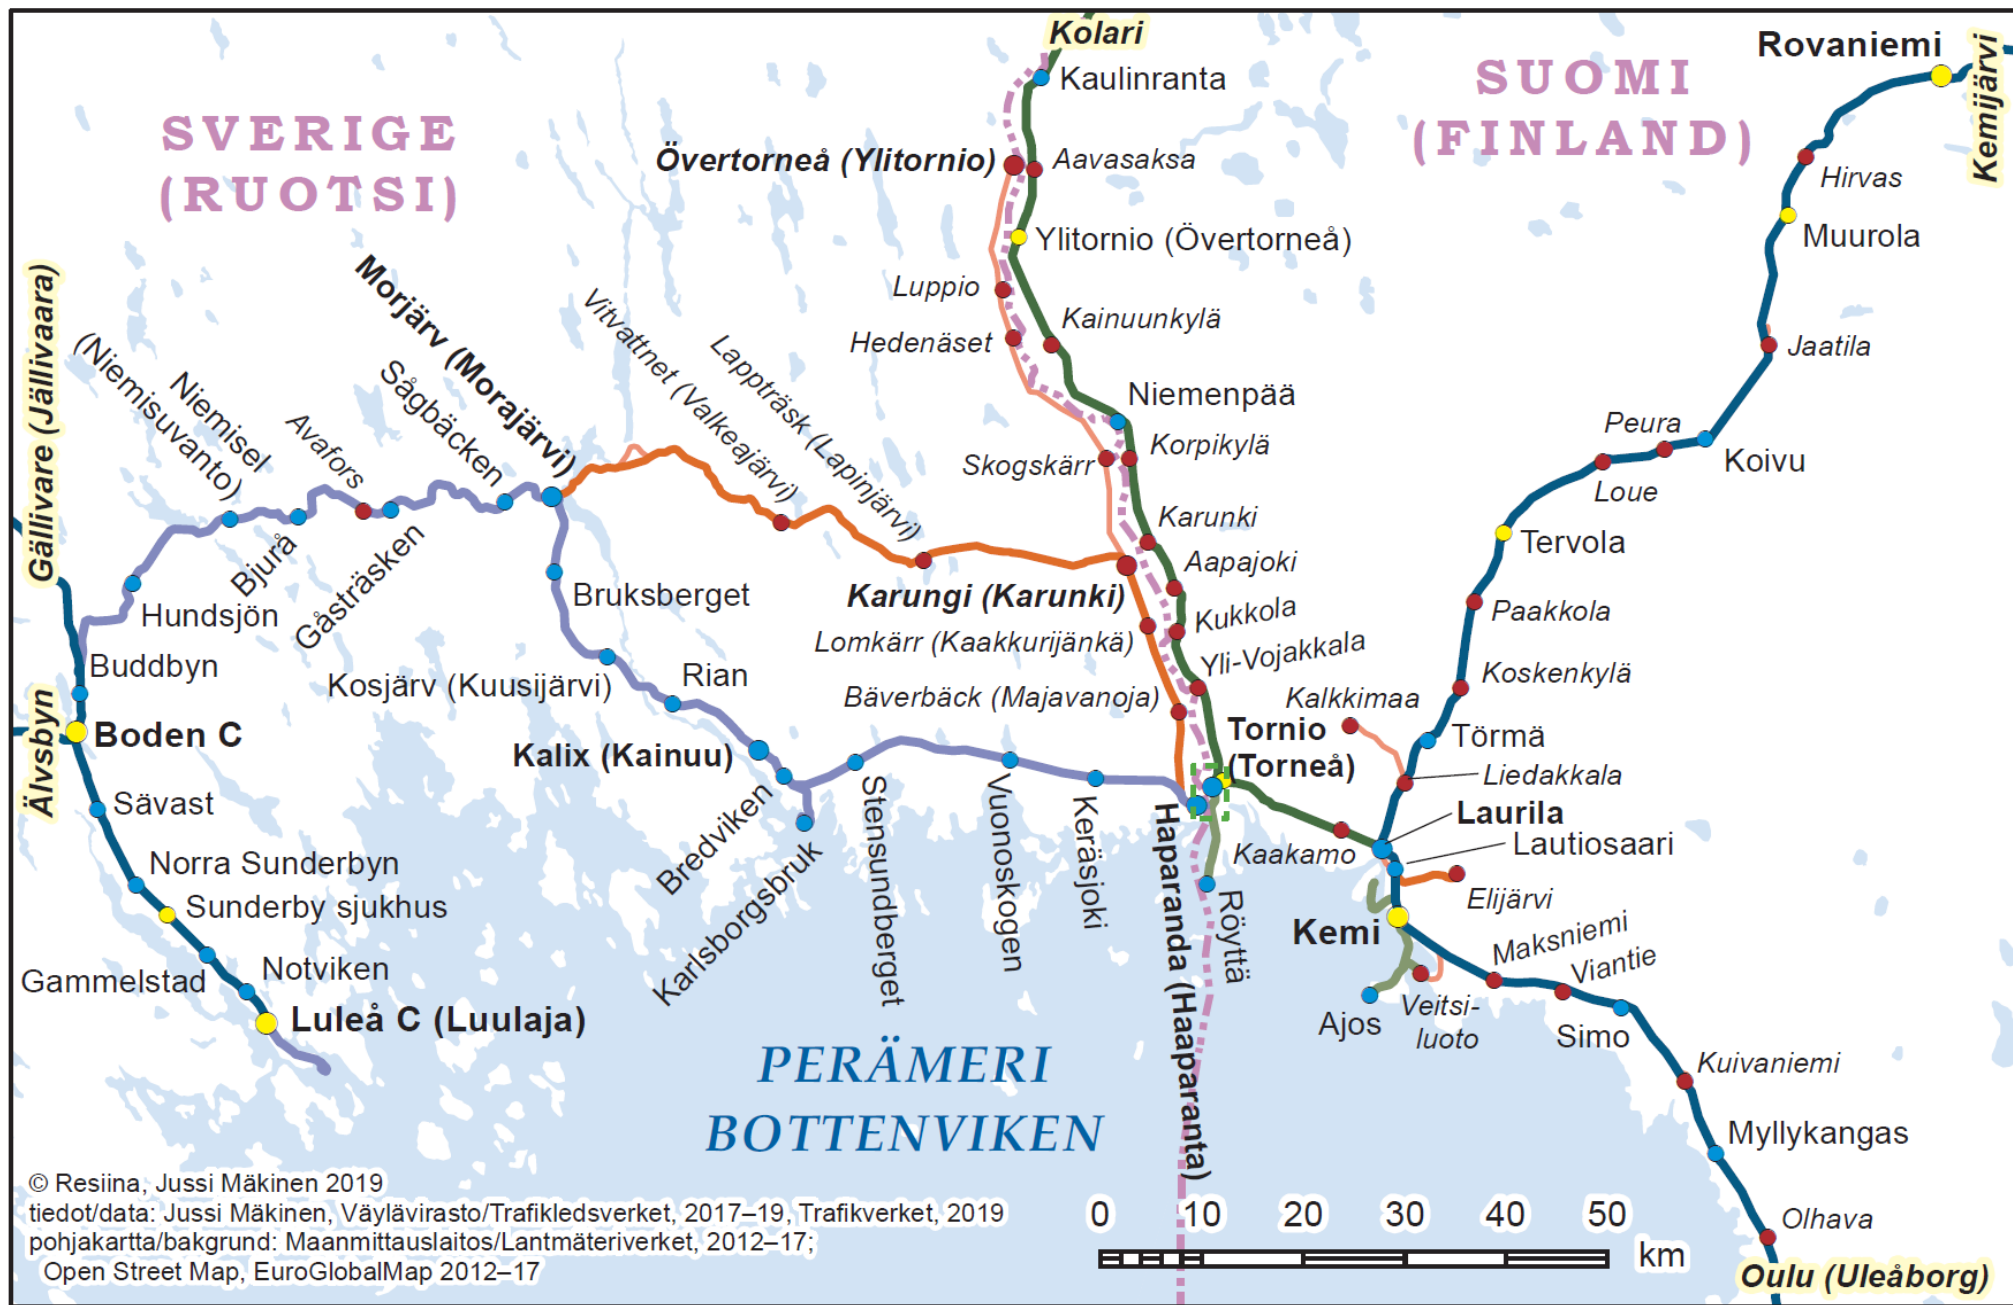 Kolari
Rovaniemi
Kemijärvi
Kaulinranta
SUOMI
(FINLAND)
SVERIGE
(RUOTSI)
Övertorneå (Ylitornio)
Aavasaksa
Hirvas
Ylitornio (Övertorneå)
Muurola
Gällivare (Jällivaara)
Morjärv (Morajärvi)
Luppio
Kainuunkylä
Hedenäset
Jaatila
Vitvattnet (Valkeajärvi)
Lappträsk (Lapinjärvi)
Niemisel
(Niemisuvanto)
Avafors
Sågbäcken
Niemenpää
Korpikylä
Skogskärr
Peura
Koivu
Loue
Karunki
Tervola
Bjurå
Gåsträsken
Aapajoki
Hundsjön
Bruksberget
Karungi (Karunki)
Kukkola
Paakkola
Lomkärr (Kaakkurijänkä)
Yli-Vojakkala
Buddbyn
Kosjärv (Kuusijärvi)
Rian
Bäverbäck (Majavanoja)
Kalkkimaa
Koskenkylä
Älvsbyn
Boden C
Kalix (Kainuu)
Tornio
(Torneå)
Törmä
Liedakkala
Sävast
Bredviken
Karlsborgsbruk
Stensundberget
Vuonoskogen
Keräsjoki
Haparanda (Haaparanta)
Laurila
Lautiosaari
Kaakamo
Norra Sunderbyn
Sunderby sjukhus
Röyttä
Elijärvi
Kemi
Maksniemi
Viantie
Gammelstad
Notviken
Luleå C (Luulaja)
Ajos
Veitsi-
luoto
Simo
PERÄMERI
BOTTENVIKEN
Kuivaniemi
Myllykangas
Olhava
Oulu (Uleåborg)
© Resiina, Jussi Mäkinen 2019
tiedot/data: Jussi Mäkinen, Väylävirasto/Trafikledsverket, 2017–19, Trafikverket, 2019
pohjakartta/bakgrund: Maanmittauslaitos/Lantmäteriverket, 2012–17;
Open Street Map, EuroGlobalMap 2012–17
0 10 20 30 40 50
km